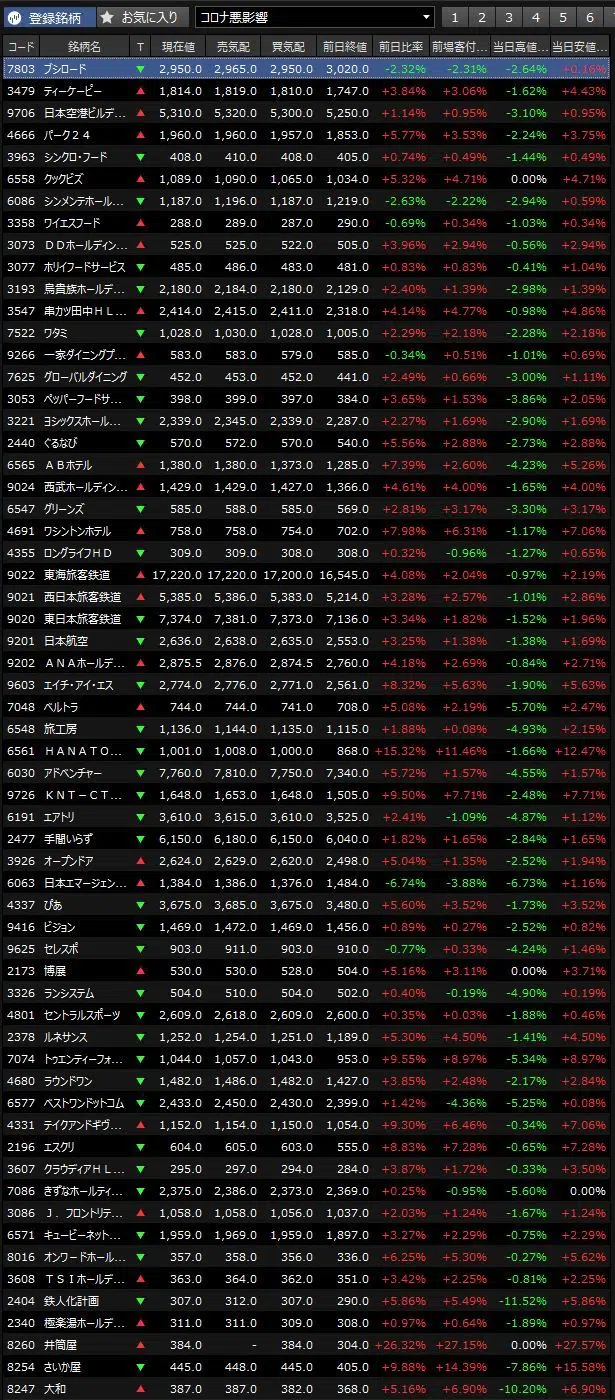 登録銘柄 お気に入り コロナ悪影響 1 2 3 4 5 6
コード 銘柄名 T 現在値 売気配 買気配 前日終値 前日比率 前場寄付... 当日高値... 当日安値...
7803 ブシロード ▼ 2,950.0 2,965.0 2,950.0 3,020.0 -2.32% -2.31% -2.64% +0.16%
3479 ティーケーピー ▲ 1,814.0 1,819.0 1,810.0 1,747.0 +3.84% +3.06% -1.62% +4.43%
9706 日本空港ビルデ... ▲ 5,310.0 5,320.0 5,300.0 5,250.0 +1.14% +0.95% -3.10% +0.95%
4666 パーク２４ ▲ 1,960.0 1,960.0 1,957.0 1,853.0 +5.77% +3.53% -2.24% +3.75%
3963 シンクロ・フード ▼ 408.0 410.0 408.0 405.0 +0.74% +0.49% -1.44% +0.49%
6558 クックビズ ▲ 1,089.0 1,090.0 1,065.0 1,034.0 +5.32% +4.71% 0.00% +4.71%
6086 シンメンテホール... ▼ 1,187.0 1,196.0 1,187.0 1,219.0 -2.63% -2.22% -2.94% +0.59%
3358 ワイエスフード ▲ 288.0 289.0 287.0 290.0 -0.69% +0.34% -1.03% +0.34%
3073 ＤＤホールディン... ▲ 525.0 525.0 522.0 505.0 +3.96% +2.94% -0.56% +2.94%
3077 ホリイフードサービス ▼ 485.0 486.0 483.0 481.0 +0.83% +0.83% -0.41% +1.04%
3193 鳥貴族ホールデ... ▼ 2,180.0 2,184.0 2,180.0 2,129.0 +2.40% +1.39% -2.98% +1.39%
3547 串カツ田中ＨＬ... ▲ 2,414.0 2,415.0 2,411.0 2,318.0 +4.14% +4.77% -0.98% +4.86%
7522 ワタミ ▼ 1,028.0 1,030.0 1,028.0 1,005.0 +2.29% +2.18% -2.28% +2.18%
9266 一家ダイニングプ... ▲ 583.0 583.0 579.0 585.0 -0.34% +0.51% -1.01% +0.69%
7625 グローバルダイニング ▼ 452.0 453.0 452.0 441.0 +2.49% +0.66% -3.00% +1.11%
3053 ペッパーフードサ... ▼ 398.0 399.0 397.0 384.0 +3.65% +1.53% -3.86% +2.05%
3221 ヨシックスホール... ▼ 2,339.0 2,345.0 2,339.0 2,287.0 +2.27% +1.69% -2.90% +1.69%
2440 ぐるなび ▼ 570.0 572.0 570.0 540.0 +5.56% +2.88% -2.73% +2.88%
6565 ＡＢホテル ▲ 1,380.0 1,380.0 1,373.0 1,285.0 +7.39% +2.60% -4.23% +5.26%
9024 西武ホールディン... ▲ 1,429.0 1,429.0 1,427.0 1,366.0 +4.61% +4.00% -1.65% +4.00%
6547 グリーンズ ▼ 585.0 588.0 585.0 569.0 +2.81% +3.17% -3.30% +3.17%
4691 ワシントンホテル ▲ 758.0 758.0 754.0 702.0 +7.98% +6.31% -1.17% +7.06%
4355 ロングライフＨＤ ▼ 309.0 309.0 308.0 308.0 +0.32% -0.96% -1.27% +0.65%
9022 東海旅客鉄道 ▲ 17,220.0 17,220.0 17,200.0 16,545.0 +4.08% +2.04% -0.97% +2.19%
9021 西日本旅客鉄道 ▲ 5,385.0 5,386.0 5,383.0 5,214.0 +3.28% +2.57% -1.01% +2.86%
9020 東日本旅客鉄道 ▼ 7,374.0 7,381.0 7,373.0 7,136.0 +3.34% +1.82% -1.52% +1.96%
9201 日本航空 ▼ 2,636.0 2,638.0 2,635.0 2,553.0 +3.25% +1.38% -1.38% +1.69%
9202 ＡＮＡホールデ... ▲ 2,875.5 2,876.0 2,874.5 2,760.0 +4.18% +2.69% -0.84% +2.71%
9603 エイチ・アイ・エス ▼ 2,774.0 2,776.0 2,771.0 2,561.0 +8.32% +5.63% -1.90% +5.63%
7048 ベルトラ ▲ 744.0 744.0 741.0 708.0 +5.08% +2.19% -5.70% +2.47%
6548 旅工房 ▼ 1,136.0 1,144.0 1,135.0 1,115.0 +1.88% +0.08% -4.93% +2.15%
6561 ＨＡＮＡＴＯ... ▼ 1,001.0 1,008.0 1,000.0 868.0 +15.32% +11.46% -1.66% +12.47%
6030 アドベンチャー ▼ 7,760.0 7,810.0 7,750.0 7,340.0 +5.72% +1.57% -4.55% +1.57%
9726 ＫＮＴ－ＣＴ... ▼ 1,648.0 1,653.0 1,648.0 1,505.0 +9.50% +7.71% -2.48% +7.71%
6191 エアトリ ▼ 3,610.0 3,615.0 3,610.0 3,525.0 +2.41% -1.09% -4.87% +1.12%
2477 手間いらず ▼ 6,150.0 6,180.0 6,150.0 6,040.0 +1.82% +1.65% -2.84% +1.65%
3926 オープンドア ▲ 2,624.0 2,629.0 2,620.0 2,498.0 +5.04% +1.35% -2.52% +1.94%
6063 日本エマージェン... ▲ 1,384.0 1,386.0 1,376.0 1,484.0 -6.74% -3.88% -6.73% +1.16%
4337 ぴあ ▼ 3,675.0 3,685.0 3,675.0 3,480.0 +5.60% +3.52% -1.73% +3.52%
9416 ビジョン ▼ 1,469.0 1,472.0 1,469.0 1,456.0 +0.89% +0.27% -2.52% +0.82%
9625 セレスポ ▼ 903.0 911.0 903.0 910.0 -0.77% +0.33% -4.24% +1.46%
2173 博展 ▲ 530.0 530.0 528.0 504.0 +5.16% +3.11% 0.00% +3.71%
3326 ランシステム ▼ 504.0 510.0 504.0 502.0 +0.40% -0.19% -4.90% +0.19%
4801 セントラルスポーツ ▼ 2,609.0 2,618.0 2,609.0 2,600.0 +0.35% +0.03% -1.88% +0.46%
2378 ルネサンス ▼ 1,252.0 1,254.0 1,251.0 1,189.0 +5.30% +4.50% -1.41% +4.50%
7074 トゥエンティーフォ... ▼ 1,044.0 1,057.0 1,043.0 953.0 +9.55% +8.97% -5.34% +8.97%
4680 ラウンドワン ▼ 1,482.0 1,486.0 1,482.0 1,427.0 +3.85% +2.48% -2.17% +2.84%
6577 ベストワンドットコム ▼ 2,433.0 2,450.0 2,430.0 2,399.0 +1.42% -4.36% -5.25% +0.08%
4331 テイクアンドギヴ... ▲ 1,152.0 1,154.0 1,150.0 1,054.0 +9.30% +6.46% -0.34% +7.06%
2196 エスクリ ▼ 604.0 605.0 603.0 555.0 +8.83% +7.28% -0.65% +7.28%
3607 クラウディアＨＬ... ▼ 295.0 297.0 294.0 284.0 +3.87% +1.72% -0.33% +3.50%
7086 きずなホールディ... ▼ 2,375.0 2,386.0 2,373.0 2,369.0 +0.25% -0.95% -5.60% 0.00%
3086 Ｊ．フロントリテ... ▲ 1,058.0 1,058.0 1,056.0 1,037.0 +2.03% +1.24% -1.67% +1.24%
6571 キュービーネット... ▼ 1,959.0 1,969.0 1,959.0 1,897.0 +3.27% +2.29% -0.75% +2.29%
8016 オンワードホール... ▼ 357.0 358.0 356.0 336.0 +6.25% +5.30% -0.27% +5.62%
3608 ＴＳＩホールデ... ▲ 363.0 364.0 362.0 351.0 +3.42% +2.25% -0.81% +2.25%
2404 鉄人化計画 ▼ 307.0 312.0 307.0 290.0 +5.86% +5.49% -11.52% +5.86%
2340 極楽湯ホールデ... ▲ 311.0 311.0 309.0 308.0 +0.97% +0.64% -1.89% +0.97%
8260 井筒屋 ▲ 384.0 - 384.0 304.0 +26.32% +27.15% 0.00% +27.57%
8254 さいか屋 ▼ 445.0 448.0 445.0 405.0 +9.88% +14.39% -7.86% +15.58%
8247 大和 ▲ 387.0 387.0 382.0 368.0 +5.16% +6.90% -10.20% +6.90%